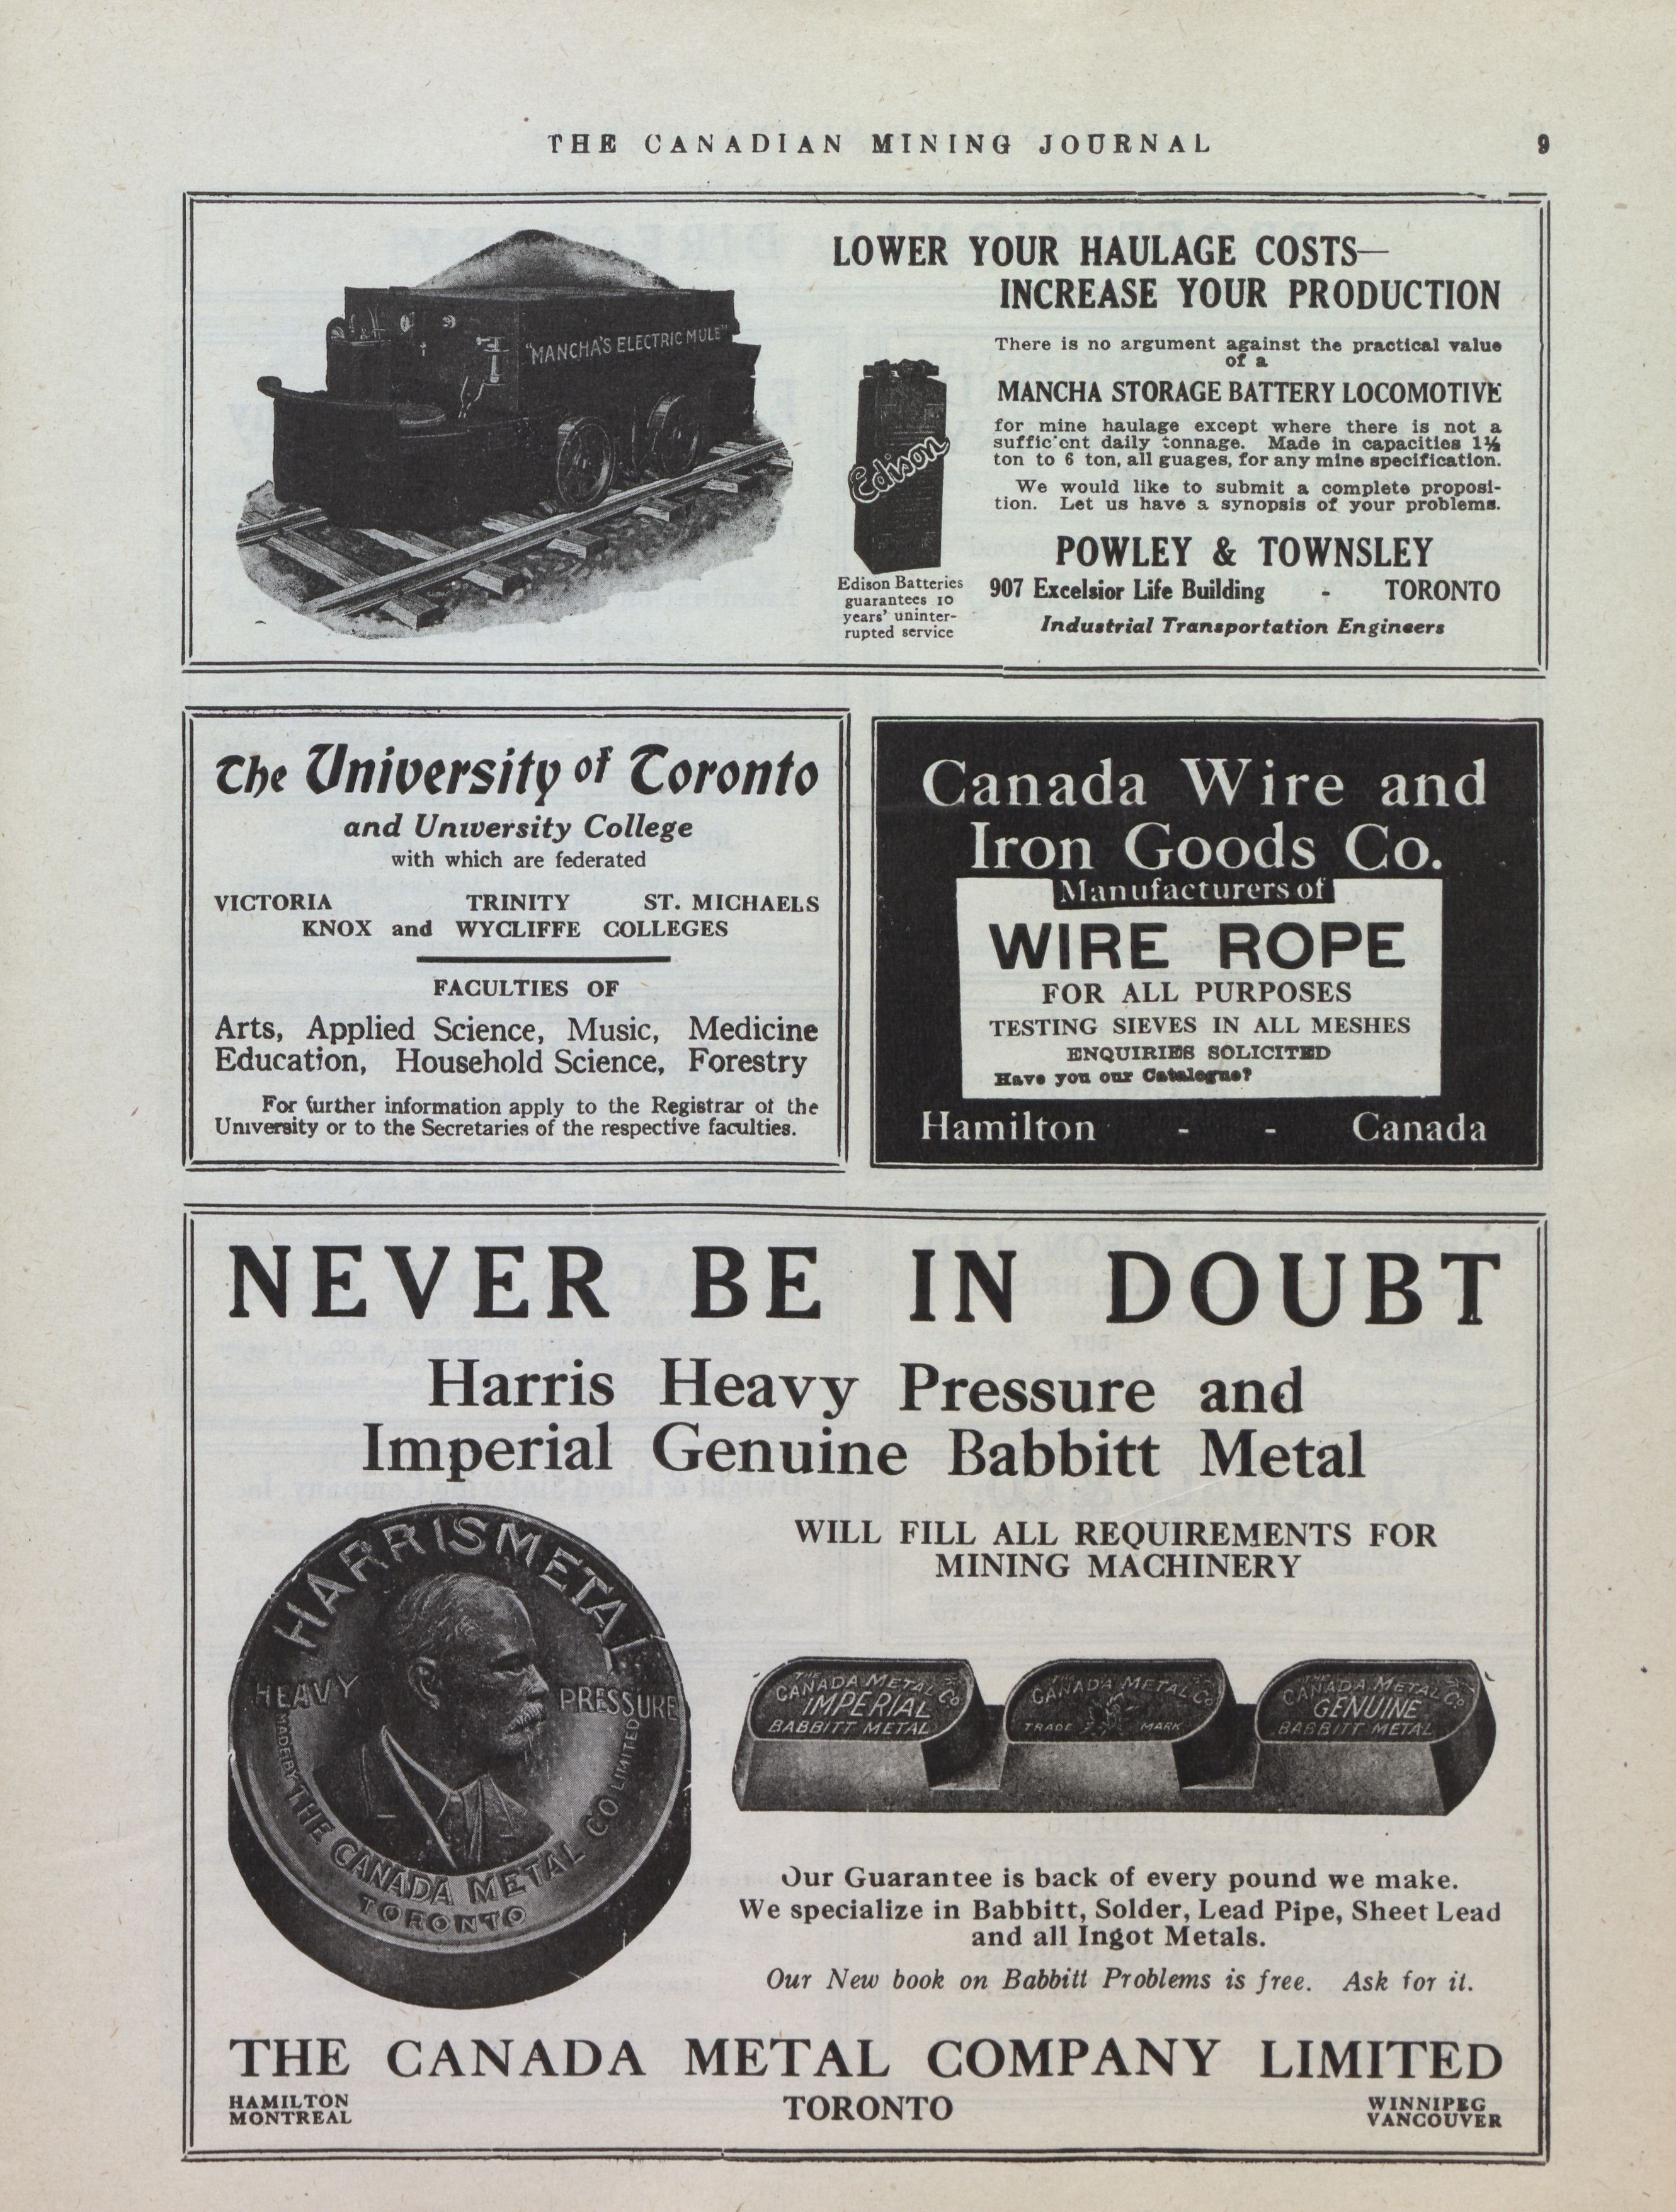 THE CANADIAN MINING JOURNAL
9
"MANCHA'S ELECTRIC MULE"
LOWER YOUR HAULAGE COSTS—
INCREASE YOUR PRODUCTION
There is no argument against the practical value
of a
MANCHA STORAGE BATTERY LOCOMOTIVE
for mine haulage except where there is not a
sufficient daily tonnage. Made in capacities 1½
ton to 6 ton, all guages, for any mine specification.
We would like to submit a complete proposi-
tion. Let us have a synopsis of your problems.
POWLEY & TOWNSLEY
907 Excelsior Life Building - TORONTO
Industrial Transportation Engineers
Edison
Edison Batteries
guarantees 10
years' uninter-
rupted service
The University of Toronto
and University College
with which are federated
VICTORIA TRINITY ST. MICHAELS
KNOX and WYCLIFFE COLLEGES
FACULTIES OF
Arts, Applied Science, Music, Medicine
Education, Household Science, Forestry
For further information apply to the Registrar of the
University or to the Secretaries of the respective faculties.
Canada Wire and
Iron Goods Co.
Manufacturers of
WIRE ROPE
FOR ALL PURPOSES
TESTING SIEVES IN ALL MESHES
ENQUIRIES SOLICITED
Have you our Catalogue?
Hamilton - - Canada
NEVER BE IN DOUBT
Harris Heavy Pressure and
Imperial Genuine Babbitt Metal
WILL FILL ALL REQUIREMENTS FOR
MINING MACHINERY
HARRISMETAL
HEAVY PRESSURE
MADE BY THE CANADA METAL CO LIMITED
TORONTO
THE CANADA METAL Co
IMPERIAL
BABBITT METAL
THE CANADA METAL Co
TRADE MARK
THE CANADA METAL Co
GENUINE
BABBITT METAL
Our Guarantee is back of every pound we make.
We specialize in Babbitt, Solder, Lead Pipe, Sheet Lead
and all Ingot Metals.
Our New book on Babbitt Problems is free. Ask for it.
THE CANADA METAL COMPANY LIMITED
HAMILTON
MONTREAL
TORONTO
WINNIPEG
VANCOUVER